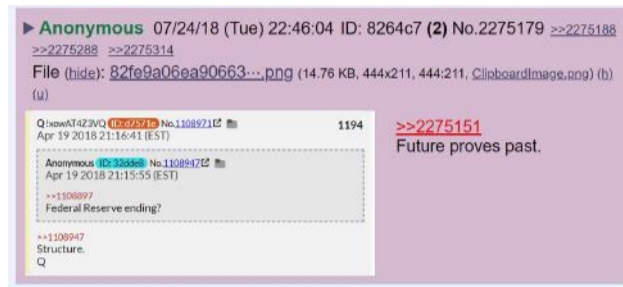 ▶ Anonymous 07/24/18 (Tue) 22:46:04 ID: 8264c7 (2) No.2275179 >>2275188
>>2275288 >>2275314
File (hide): 82fe9a06ea90663⋯.png (14.76 KB, 444x211, 444:211, ClipboardImage.png) (h)
(u)
Q !xowAT4Z3VQ ID:d7571e No.1108971
1194
Apr 19 2018 21:16:41 (EST)
Anonymous ID:32dde8 No.1108947
Apr 19 2018 21:15:55 (EST)
>>1108897
Federal Reserve ending?
>>1108947
Structure.
Q
>>2275151
Future proves past.